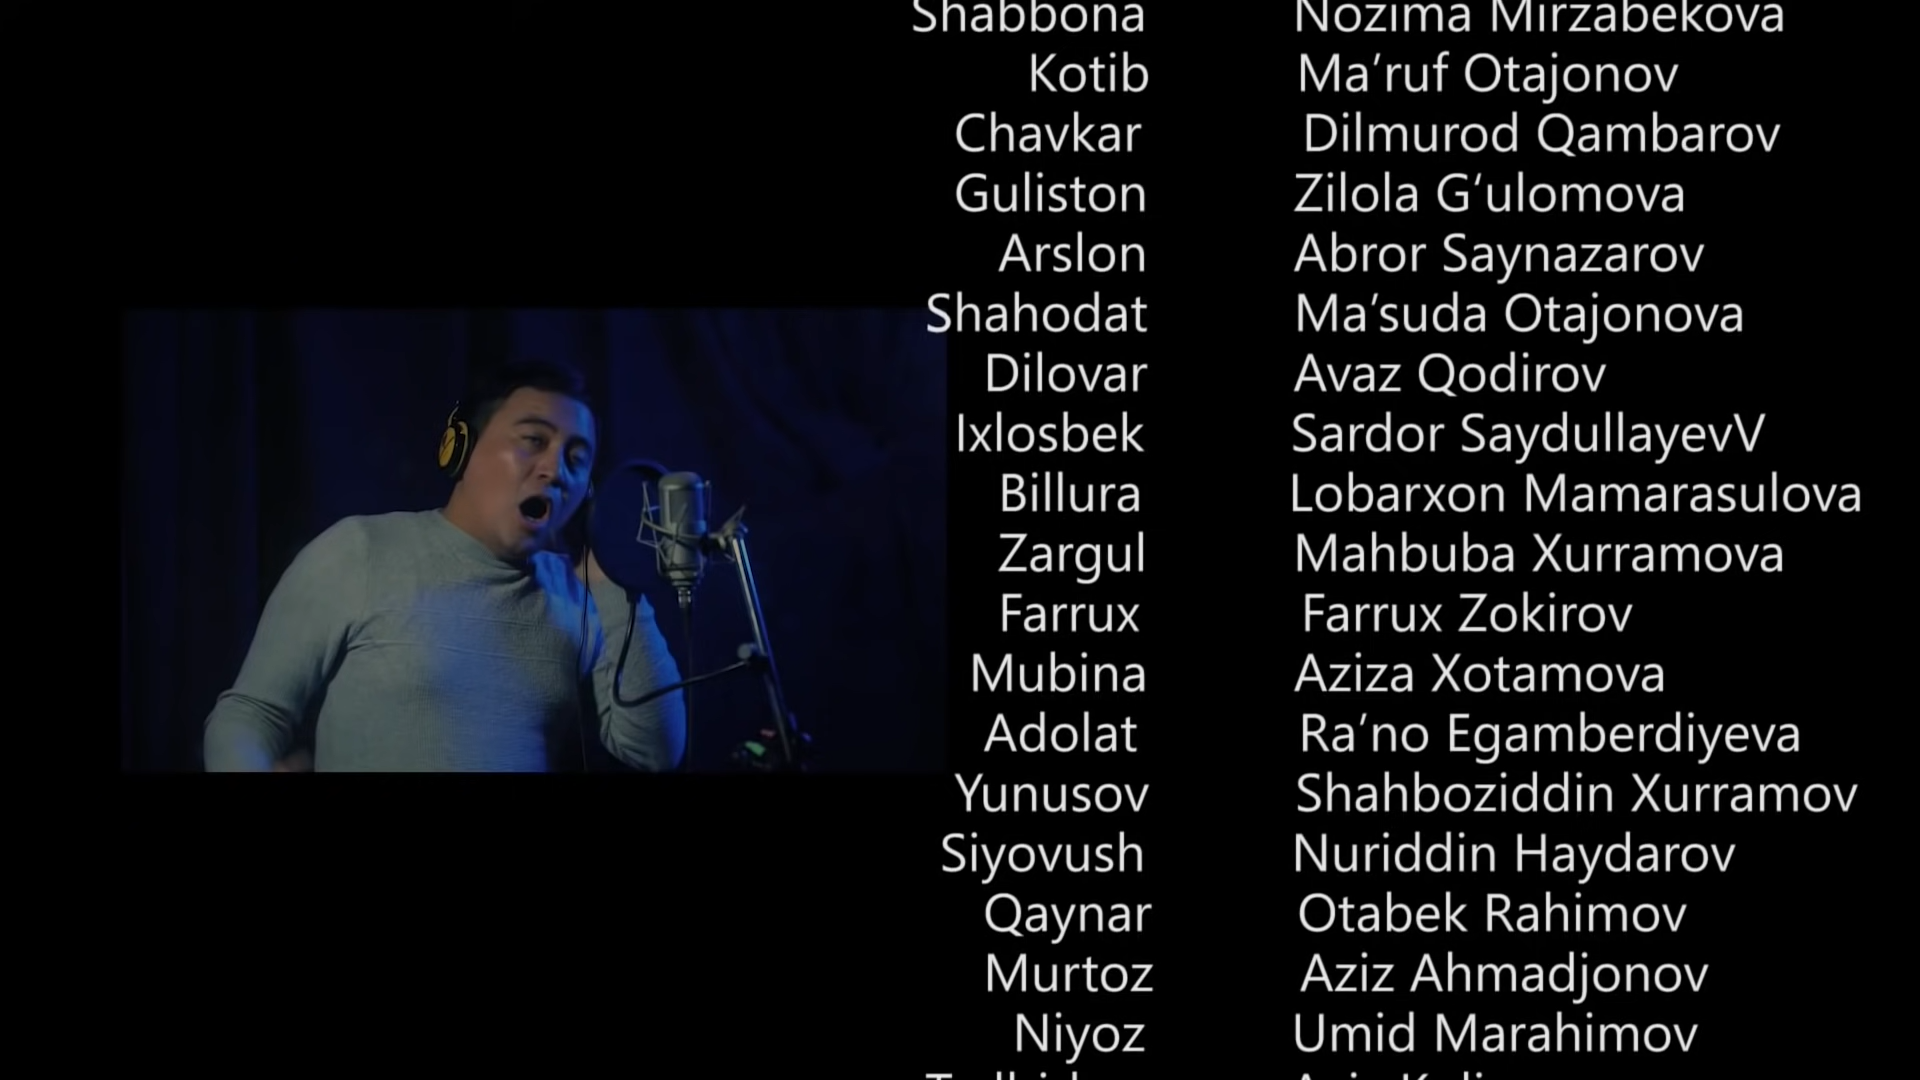 Shabbona Nozima Mirzabekova
Kotib Ma’ruf Otajonov
Chavkar Dilmurod Qambarov
Guliston Zilola G‘ulomova
Arslon Abror Saynazarov
Shahodat Ma’suda Otajonova
Dilovar Avaz Qodirov
Ixlosbek Sardor SaydullayevV
Billura Lobarxon Mamarasulova
Zargul Mahbuba Xurramova
Farrux Farrux Zokirov
Mubina Aziza Xotamova
Adolat Ra’no Egamberdiyeva
Yunusov Shahboziddin Xurramov
Siyovush Nuriddin Haydarov
Qaynar Otabek Rahimov
Murtoz Aziz Ahmadjonov
Niyoz Umid Marahimov